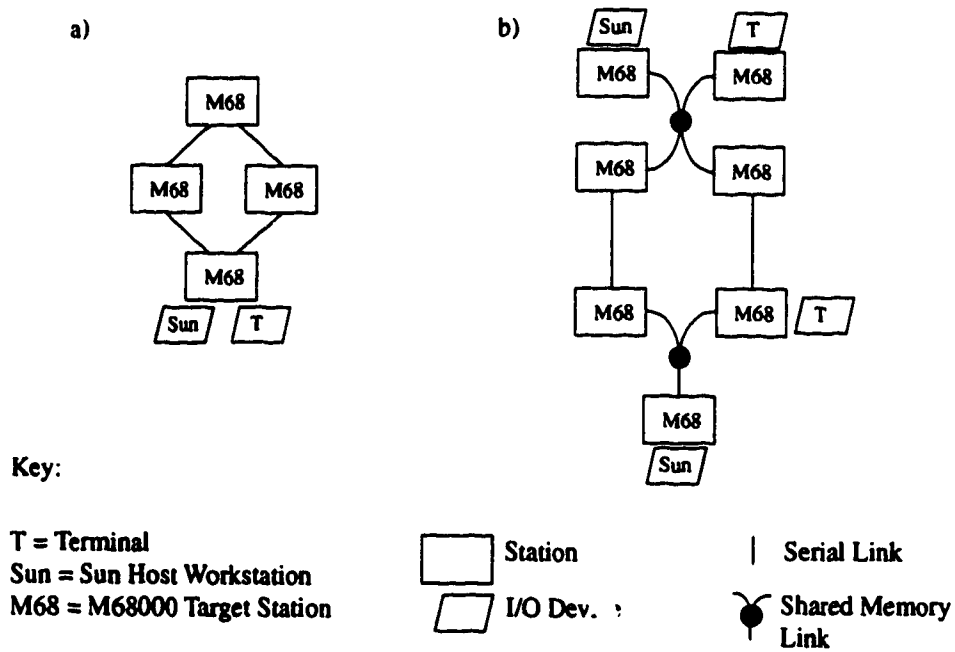 a)
M68
M68 M68
M68
Sun T
b)
Sun T
M68 M68
M68 M68
M68 M68 T
M68
Sun
Key:
T = Terminal
Sun = Sun Host Workstation
M68 = M68000 Target Station
Station
I/O Dev.
Serial Link
Shared Memory
Link